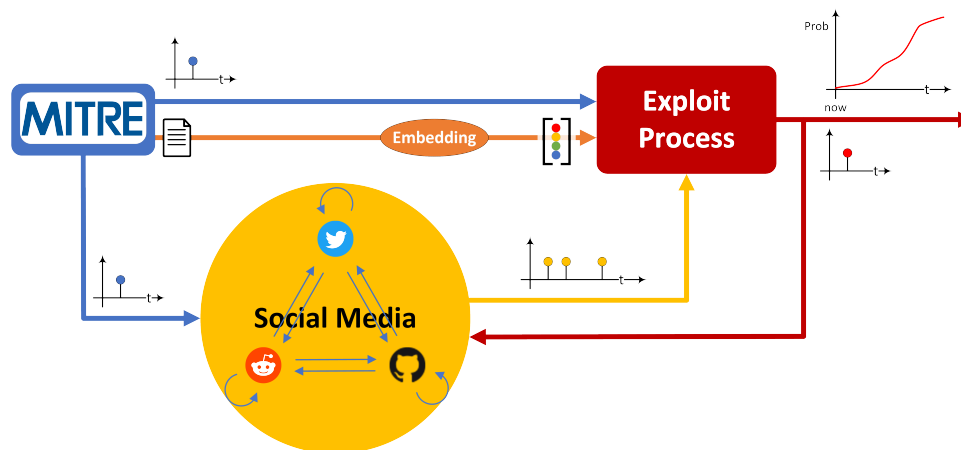 Prob
t
t
now
MITRE
Exploit
Process
Embedding
t
t
t
Social Media